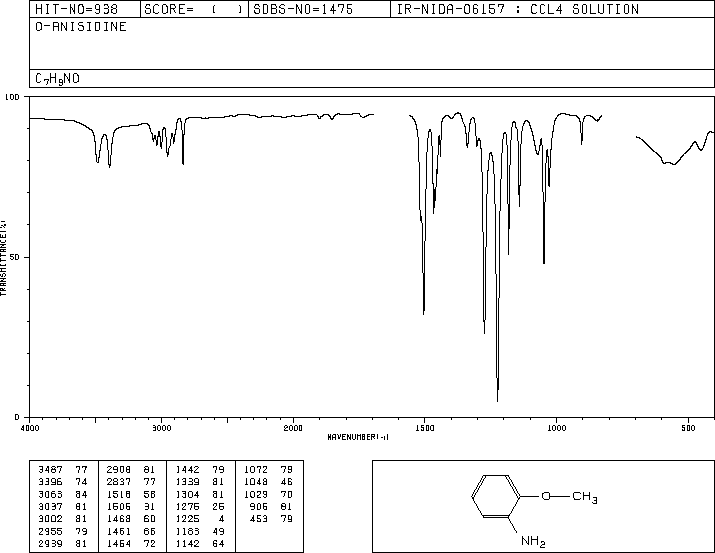 HIT-NO=938 SCORE= ( ) SDBS-NO=1475 IR-NIDA-06157 : CCL4 SOLUTION
O-ANISIDINE
C₇H₉NO
100
TRANSMITTANCE(%)
50
0
4000 3000 2000 1500 1000 500
WAVENUMBER(-1)
3487 77 2908 81 1442 79 1072 79
3396 74 2837 77 1339 81 1048 46
3063 84 1518 58 1304 81 1029 70
3037 81 1506 31 1276 25 906 81
3002 81 1468 60 1225 4 453 79
2955 79 1461 66 1183 49
2939 81 1454 72 1142 64
O CH₃
NH₂